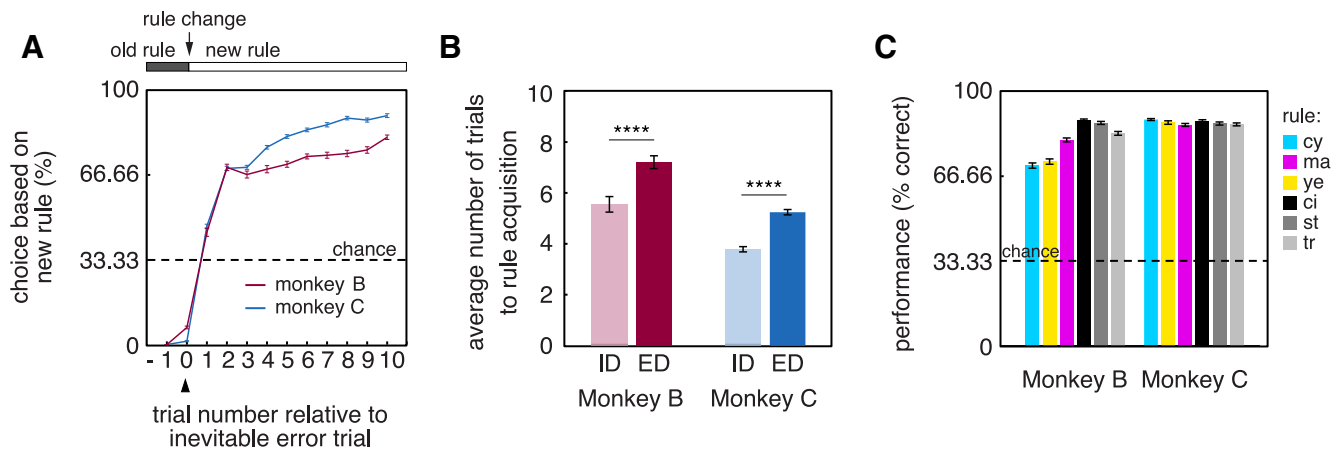 A
rule change
old rule
new rule
100
66.66
33.33
0
choice based on
new rule (%)
chance
monkey B
monkey C
- 1 0 1 2 3 4 5 6 7 8 9 10
trial number relative to
inevitable error trial
B
average number of trials
to rule acquisition
10
8
6
4
2
0
****
****
ID ED ID ED
Monkey B Monkey C
C
performance (% correct)
100
66.66
33.33
0
chance
Monkey B Monkey C
rule:
cy
ma
ye
ci
st
tr